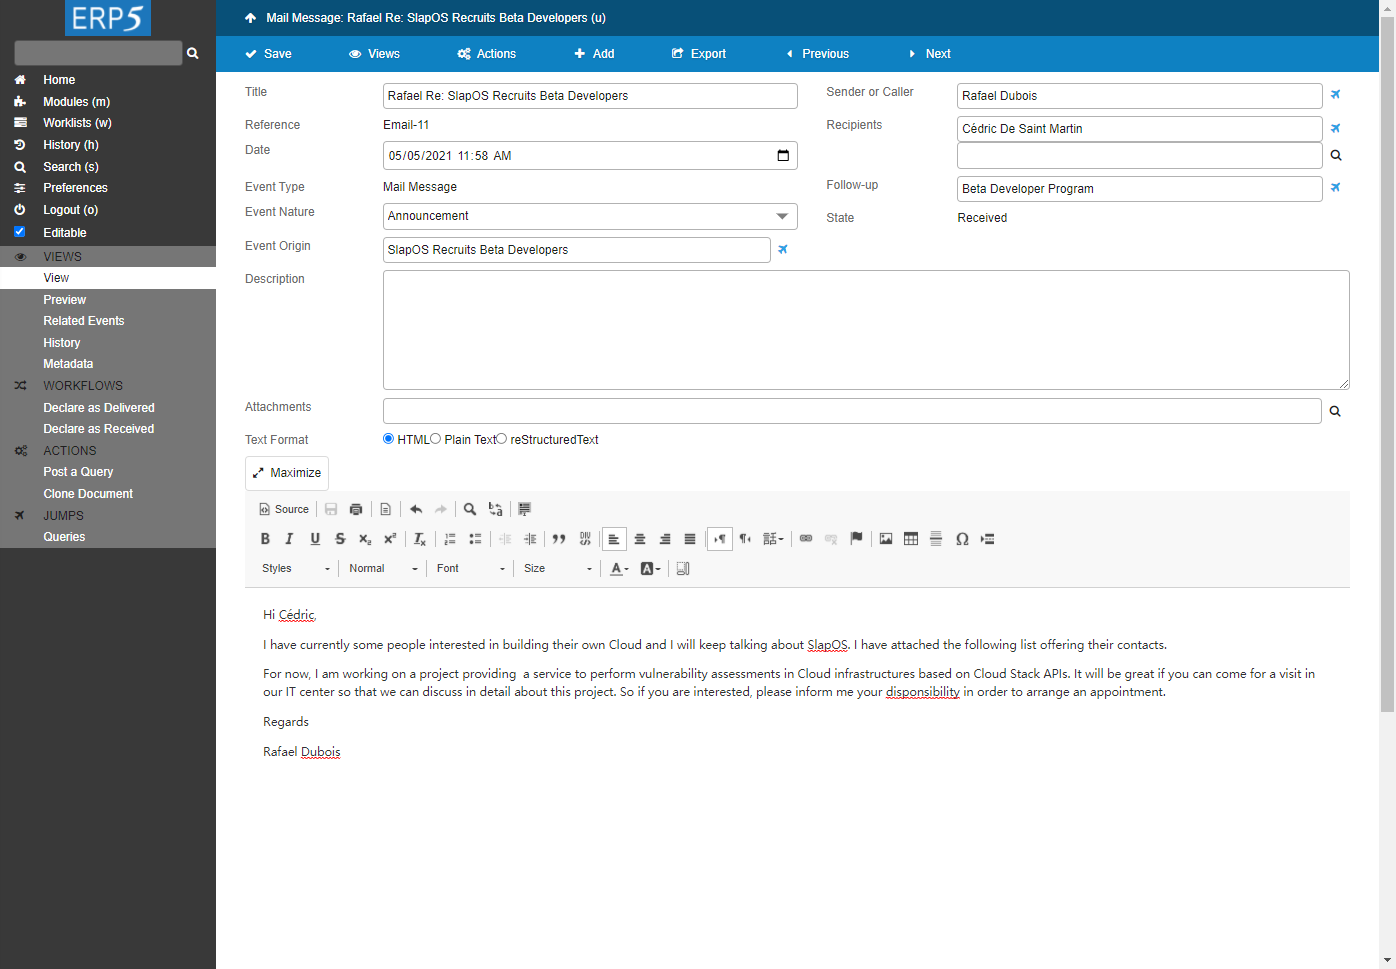 ERP5
Mail Message: Rafael Re: SlapOS Recruits Beta Developers (u)
Save
Views
Actions
Add
Export
Previous
Next
Home
Modules (m)
Worklists (w)
History (h)
Search (s)
Preferences
Logout (o)
Editable
VIEWS
View
Preview
Related Events
History
Metadata
WORKFLOWS
Declare as Delivered
Declare as Received
ACTIONS
Post a Query
Clone Document
JUMPS
Queries
Title
Rafael Re: SlapOS Recruits Beta Developers
Reference
Email-11
Date
05/05/2021 11:58 AM
Event Type
Mail Message
Event Nature
Announcement
Event Origin
SlapOS Recruits Beta Developers
Sender or Caller
Rafael Dubois
Recipients
Cédric De Saint Martin
Follow-up
Beta Developer Program
State
Received
Description
Attachments
Text Format
HTML Plain Text reStructuredText
Maximize
Source
Styles
Normal
Font
Size
Hi Cédric,
I have currently some people interested in building their own Cloud and I will keep talking about SlapOS. I have attached the following list offering their contacts.
For now, I am working on a project providing  a service to perform vulnerability assessments in Cloud infrastructures based on Cloud Stack APIs. It will be great if you can come for a visit in
our IT center so that we can discuss in detail about this project. So if you are interested, please inform me your disponsibility in order to arrange an appointment.
Regards
Rafael Dubois